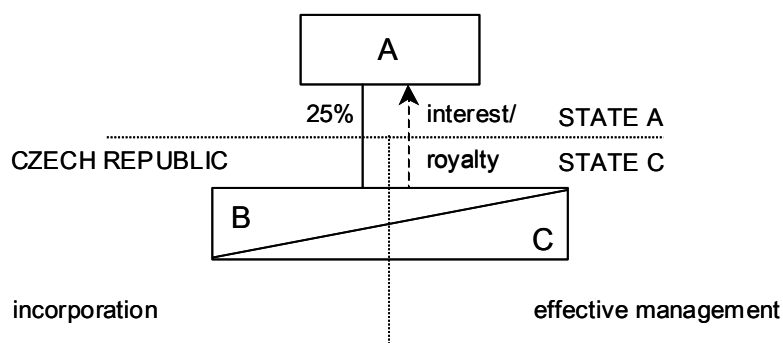 A
25% interest/ STATE A
CZECH REPUBLIC royalty STATE C
B
C
incorporation effective management